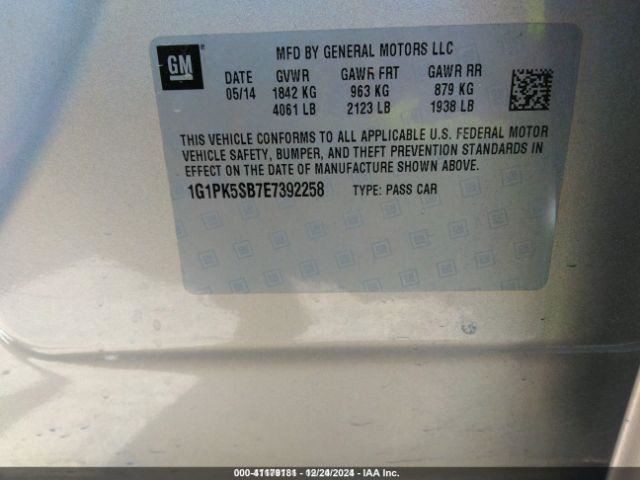 GM
MFD BY GENERAL MOTORS LLC
DATE GVWR GAWR FRT GAWR RR
05/14 1842 KG 963 KG 879 KG
4061 LB 2123 LB 1938 LB
THIS VEHICLE CONFORMS TO ALL APPLICABLE U.S. FEDERAL MOTOR
VEHICLE SAFETY, BUMPER, AND THEFT PREVENTION STANDARDS IN
EFFECT ON THE DATE OF MANUFACTURE SHOWN ABOVE.
1G1PK5SB7E7392258 TYPE: PASS CAR
000-41179181 - 12/24/2024 - IAA Inc.